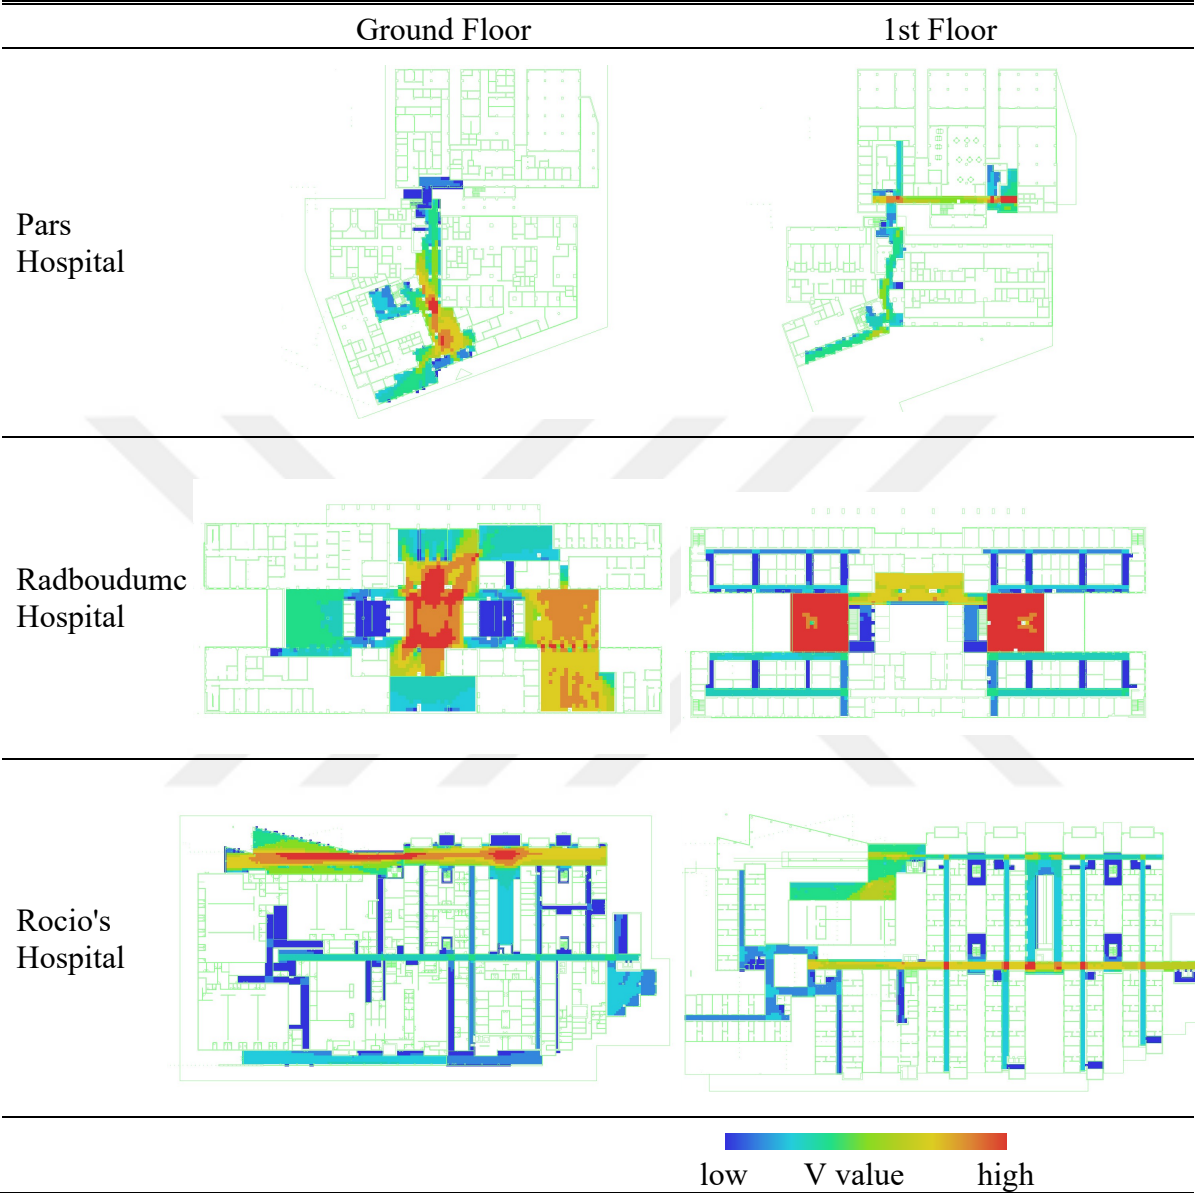 Ground Floor
1st Floor
Pars
Hospital
Radboudumc
Hospital
Rocio's
Hospital
low V value high